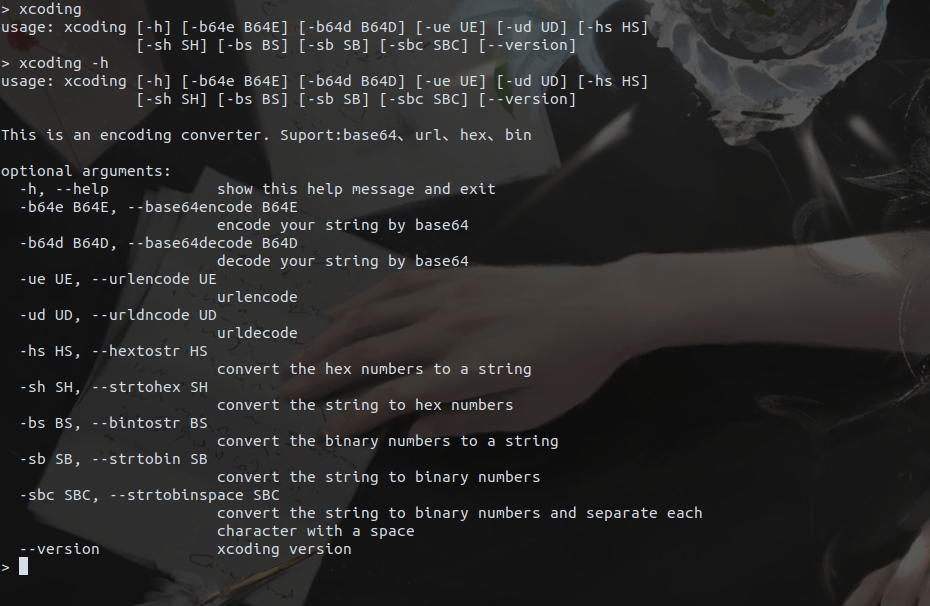 > xcoding
usage: xcoding [-h] [-b64e B64E] [-b64d B64D] [-ue UE] [-ud UD] [-hs HS]
               [-sh SH] [-bs BS] [-sb SB] [-sbc SBC] [--version]
> xcoding -h
usage: xcoding [-h] [-b64e B64E] [-b64d B64D] [-ue UE] [-ud UD] [-hs HS]
               [-sh SH] [-bs BS] [-sb SB] [-sbc SBC] [--version]

This is an encoding converter. Suport:base64、url、hex、bin

optional arguments:
  -h, --help            show this help message and exit
  -b64e B64E, --base64encode B64E
                        encode your string by base64
  -b64d B64D, --base64decode B64D
                        decode your string by base64
  -ue UE, --urlencode UE
                        urlencode
  -ud UD, --urldncode UD
                        urldecode
  -hs HS, --hextostr HS
                        convert the hex numbers to a string
  -sh SH, --strtohex SH
                        convert the string to hex numbers
  -bs BS, --bintostr BS
                        convert the binary numbers to a string
  -sb SB, --strtobin SB
                        convert the string to binary numbers
  -sbc SBC, --strtobinspace SBC
                        convert the string to binary numbers and separate each
                        character with a space
  --version             xcoding version
>